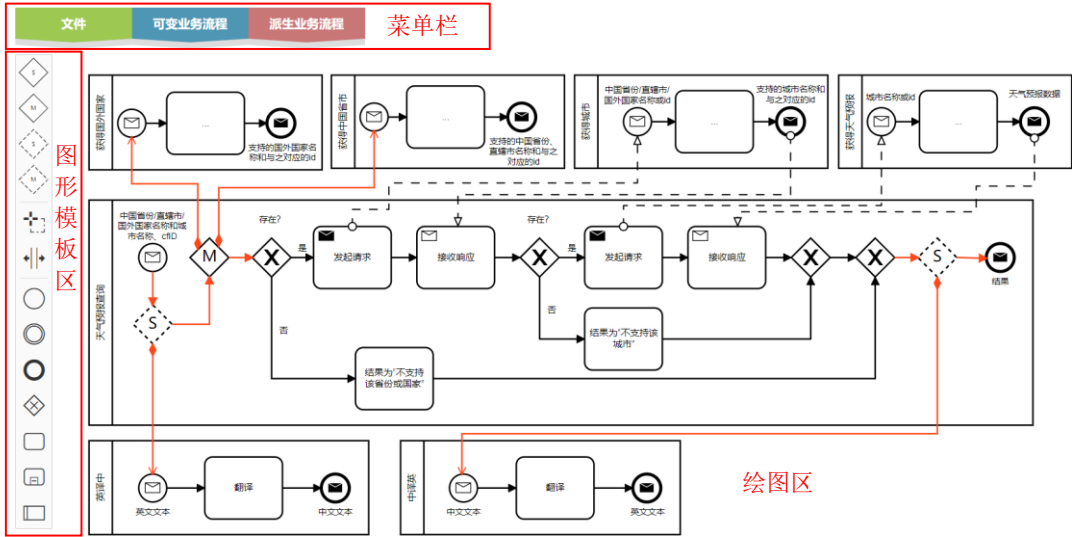 文件
可变业务流程
派生业务流程
菜单栏
S
M
S
M
图
形
模
板
区
获得国外国家
...
支持的国外国家名
称和与之对应的id
获得中国省市
...
支持的中国省份、
直辖市名称和与之
对应的id
获得城市
中国省份/直辖市/
国外国家名称或id
...
支持的城市名称和
与之对应的id
获得天气预报
城市名称或id
...
天气预报数据
天气预报查询
中国省份/直辖市/
国外国家名称和城
市名称、cfID
S
M
存在?
X
是
发起请求
接收响应
存在?
X
是
发起请求
接收响应
X
X
S
结果
否
结果为"不支持
该省份或国家"
否
结果为"不支持该
城市"
英译中
英文文本
翻译
中文文本
中译英
中文文本
翻译
英文文本
绘图区